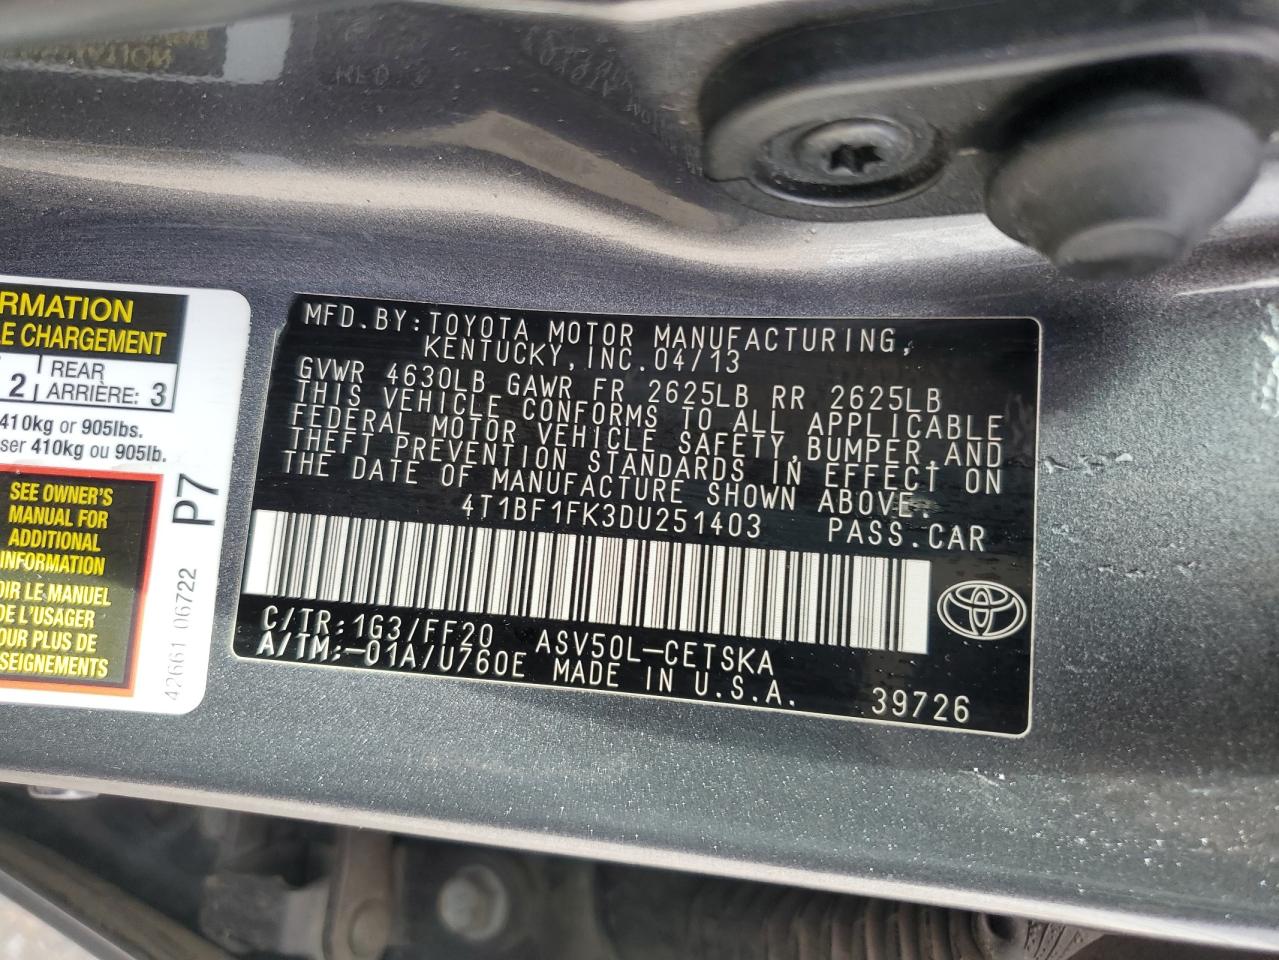 RMATION
E CHARGEMENT
2
REAR
ARRIÈRE: 3
410kg or 905lbs.
ser 410kg ou 905lb.
SEE OWNER'S
MANUAL FOR
ADDITIONAL
INFORMATION
OIR LE MANUEL
DE L'USAGER
OUR PLUS DE
SEIGNEMENTS
P7
42661 06722
MFD.BY:TOYOTA MOTOR MANUFACTURING,
KENTUCKY,INC.04/13
GVWR 4630LB GAWR FR 2625LB RR 2625LB
THIS VEHICLE CONFORMS TO ALL APPLICABLE
FEDERAL MOTOR VEHICLE SAFETY,BUMPER,AND
THEFT PREVENTION STANDARDS IN EFFECT ON
THE DATE OF MANUFACTURE SHOWN ABOVE.
4T1BF1FK3DU251403 PASS.CAR
C/TR:1G3/FF20 ASV50L-CETSKA
A/TM:-01A/U760E MADE IN U.S.A. 39726